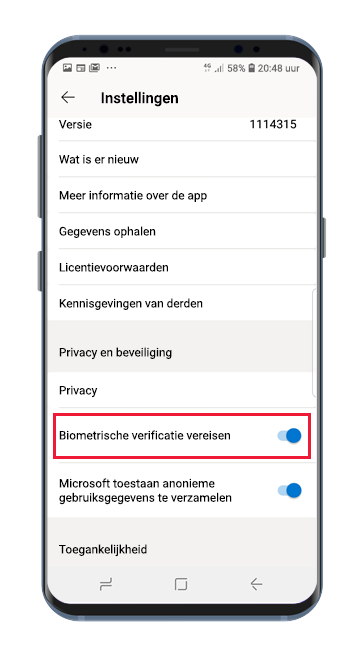 4G 58% 20:48 uur
Instellingen
Versie 1114315
Wat is er nieuw
Meer informatie over de app
Gegevens ophalen
Licentievoorwaarden
Kennisgevingen van derden
Privacy en beveiliging
Privacy
Biometrische verificatie vereisen
Microsoft toestaan anonieme
gebruiksgegevens te verzamelen
Toegankelijkheid